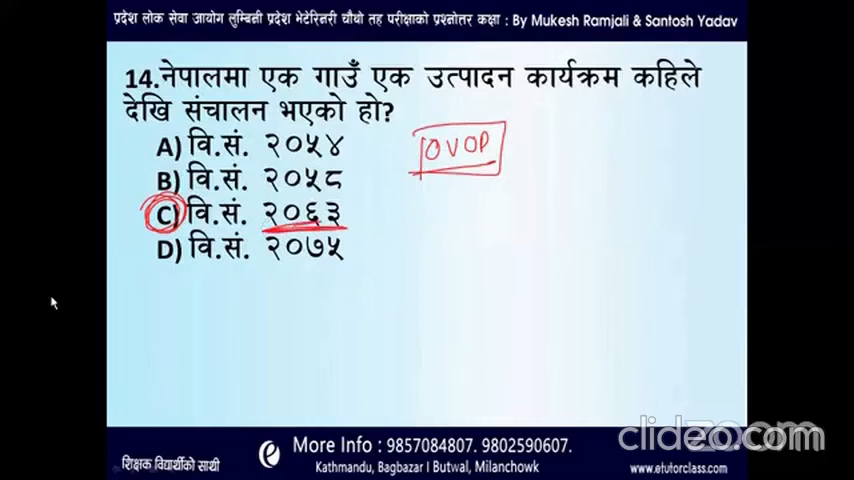 प्रदेश लोक सेवा आयोग लुम्बिनी प्रदेश भेटेरिनरी चौथो तह परीक्षाको प्रश्नोतर कक्षा : By Mukesh Ramjali & Santosh Yadav
14.नेपालमा एक गाउँ एक उत्पादन कार्यक्रम कहिले
देखि संचालन भएको हो?
A) वि.सं. २०५४
OVOP
B) वि.सं. २०५८
C) वि.सं. २०६३
D) वि.सं. २०७५
शिक्षक विद्यार्थीको साथी
e
More Info : 9857084807. 9802590607.
Kathmandu, Bagbazar I Butwal, Milanchowk
clideo.com
zoom
www.etutorclass.com